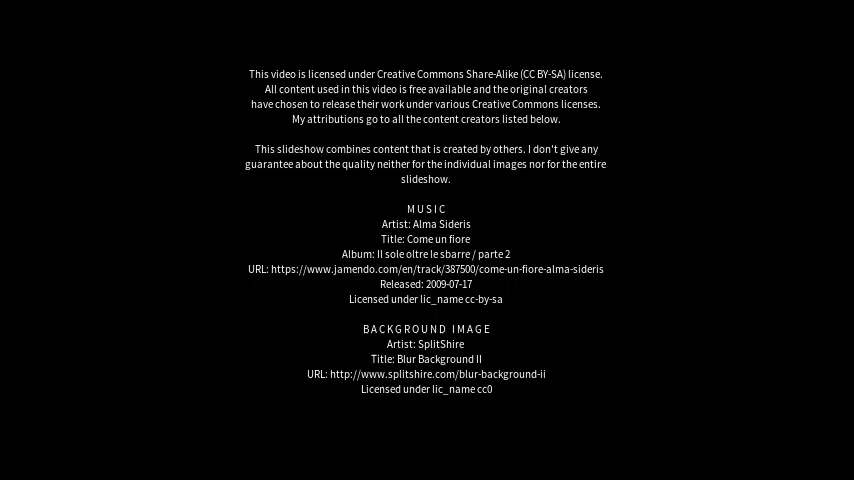 This video is licensed under Creative Commons Share-Alike (CC BY-SA) license.
All content used in this video is free available and the original creators
have chosen to release their work under various Creative Commons licenses.
My attributions go to all the content creators listed below.
This slideshow combines content that is created by others. I don't give any
guarantee about the quality neither for the individual images nor for the entire
slideshow.
MUSIC
Artist: Alma Sideris
Title: Come un fiore
Album: Il sole oltre le sbarre / parte 2
URL: https://www.jamendo.com/en/track/387500/come-un-fiore-alma-sideris
Released: 2009-07-17
Licensed under lic_name cc-by-sa
BACKGROUND IMAGE
Artist: SplitShire
Title: Blur Background II
URL: http://www.splitshire.com/blur-background-ii
Licensed under lic_name cc0